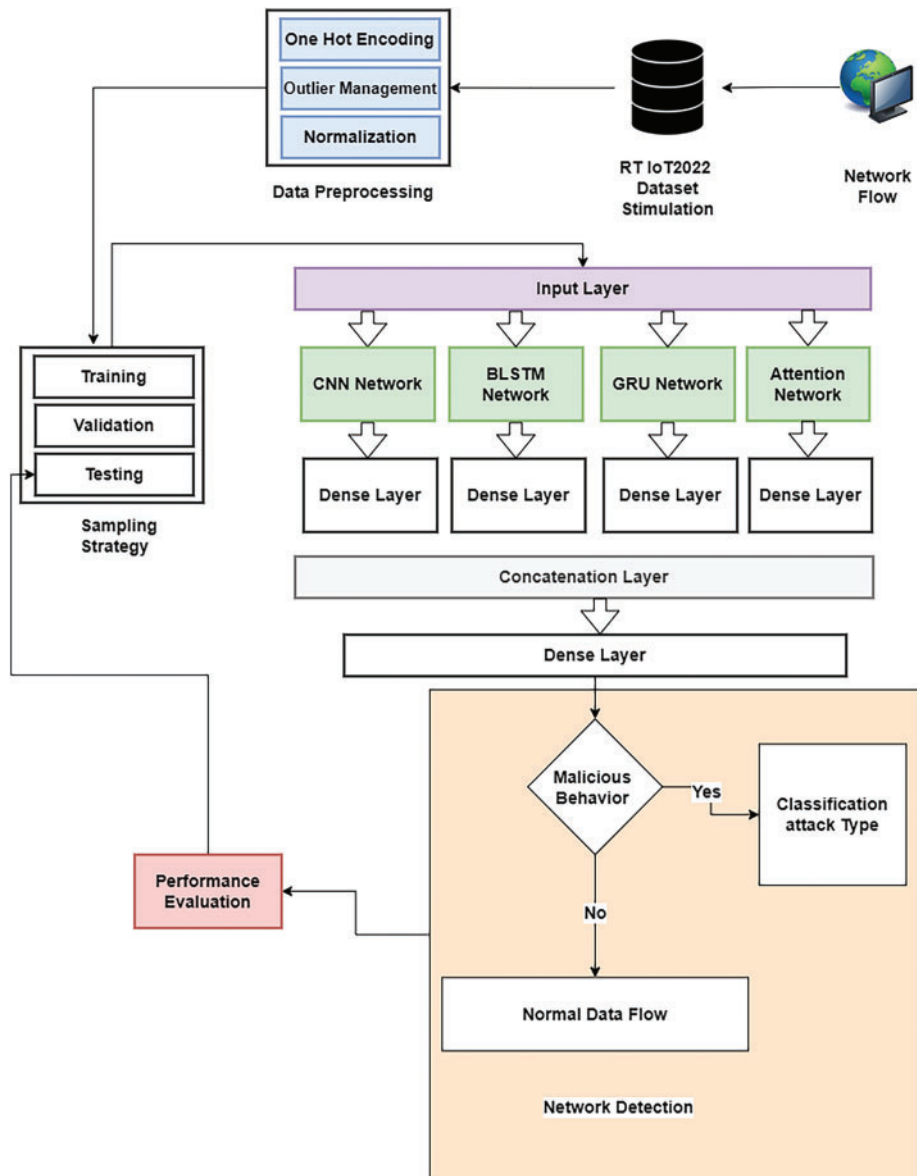 One Hot Encoding
Outlier Management
Normalization
Data Preprocessing
RT IoT2022
Dataset
Stimulation
Network
Flow
Input Layer
CNN Network
BLSTM
Network
GRU Network
Attention
Network
Training
Validation
Testing
Sampling
Strategy
Dense Layer
Dense Layer
Dense Layer
Dense Layer
Concatenation Layer
Dense Layer
Malicious
Behavior
Yes
Classification
attack Type
No
Performance
Evaluation
Normal Data Flow
Network Detection